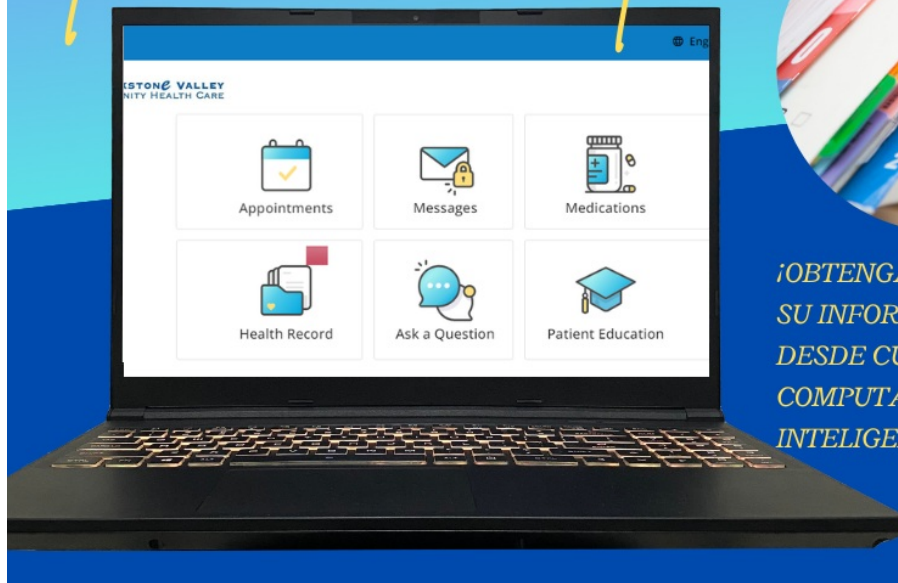 Eng
STONE VALLEY
NITY HEALTH CARE
Appointments
Messages
Medications
Health Record
Ask a Question
Patient Education
¡OBTENGA
SU INFOR
DESDE CU
COMPUTA
INTELIGE